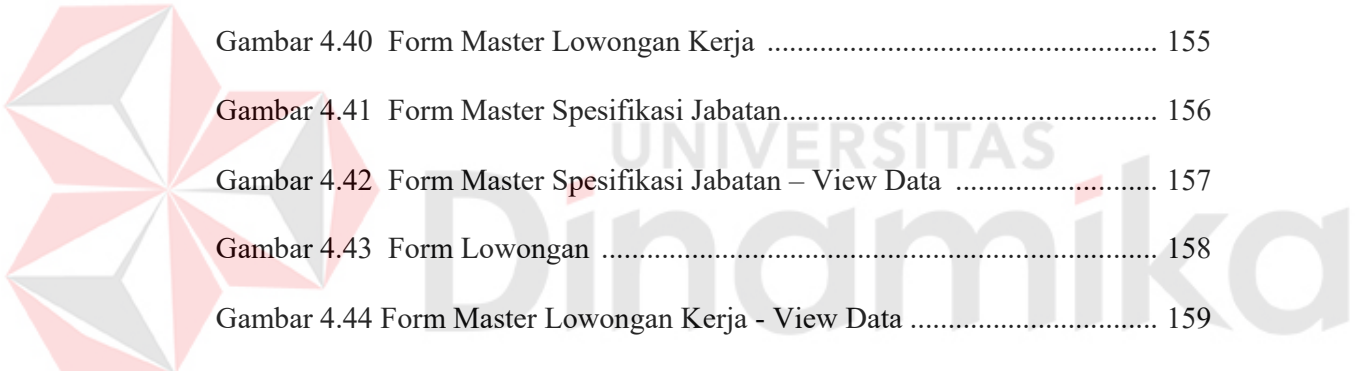 Gambar 4.40  Form Master Lowongan Kerja ..................................................... 155
Gambar 4.41  Form Master Spesifikasi Jabatan................................................... 156
UNIVERSITAS
Gambar 4.42  Form Master Spesifikasi Jabatan – View Data ............................ 157
Dinamika
Gambar 4.43  Form Lowongan ........................................................................... 158
Gambar 4.44 Form Master Lowongan Kerja - View Data ................................. 159